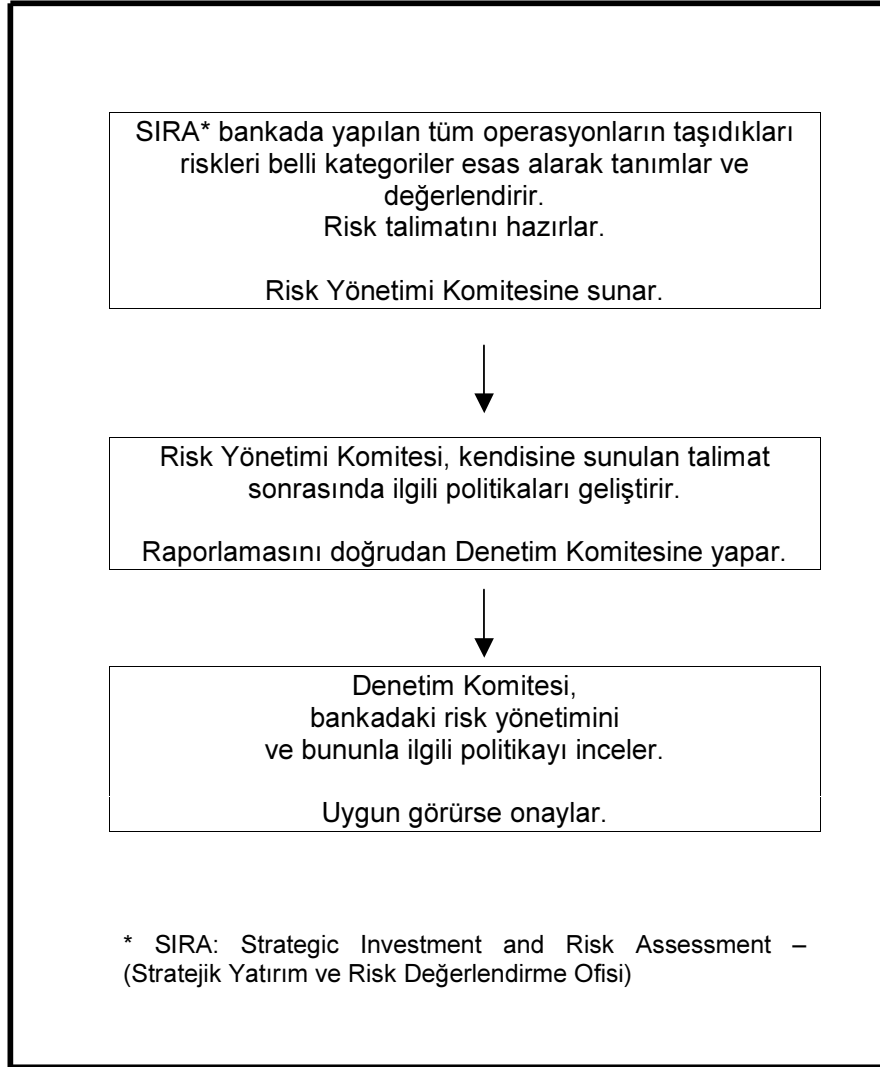 SIRA* bankada yapılan tüm operasyonların taşıdıkları
riskleri belli kategoriler esas alarak tanımlar ve
değerlendirir.
Risk talimatını hazırlar.
Risk Yönetimi Komitesine sunar.
Risk Yönetimi Komitesi, kendisine sunulan talimat
sonrasında ilgili politikaları geliştirir.
Raporlamasını doğrudan Denetim Komitesine yapar.
Denetim Komitesi,
bankadaki risk yönetimini
ve bununla ilgili politikayı inceler.
Uygun görürse onaylar.
* SIRA: Strategic Investment and Risk Assessment –
(Stratejik Yatırım ve Risk Değerlendirme Ofisi)